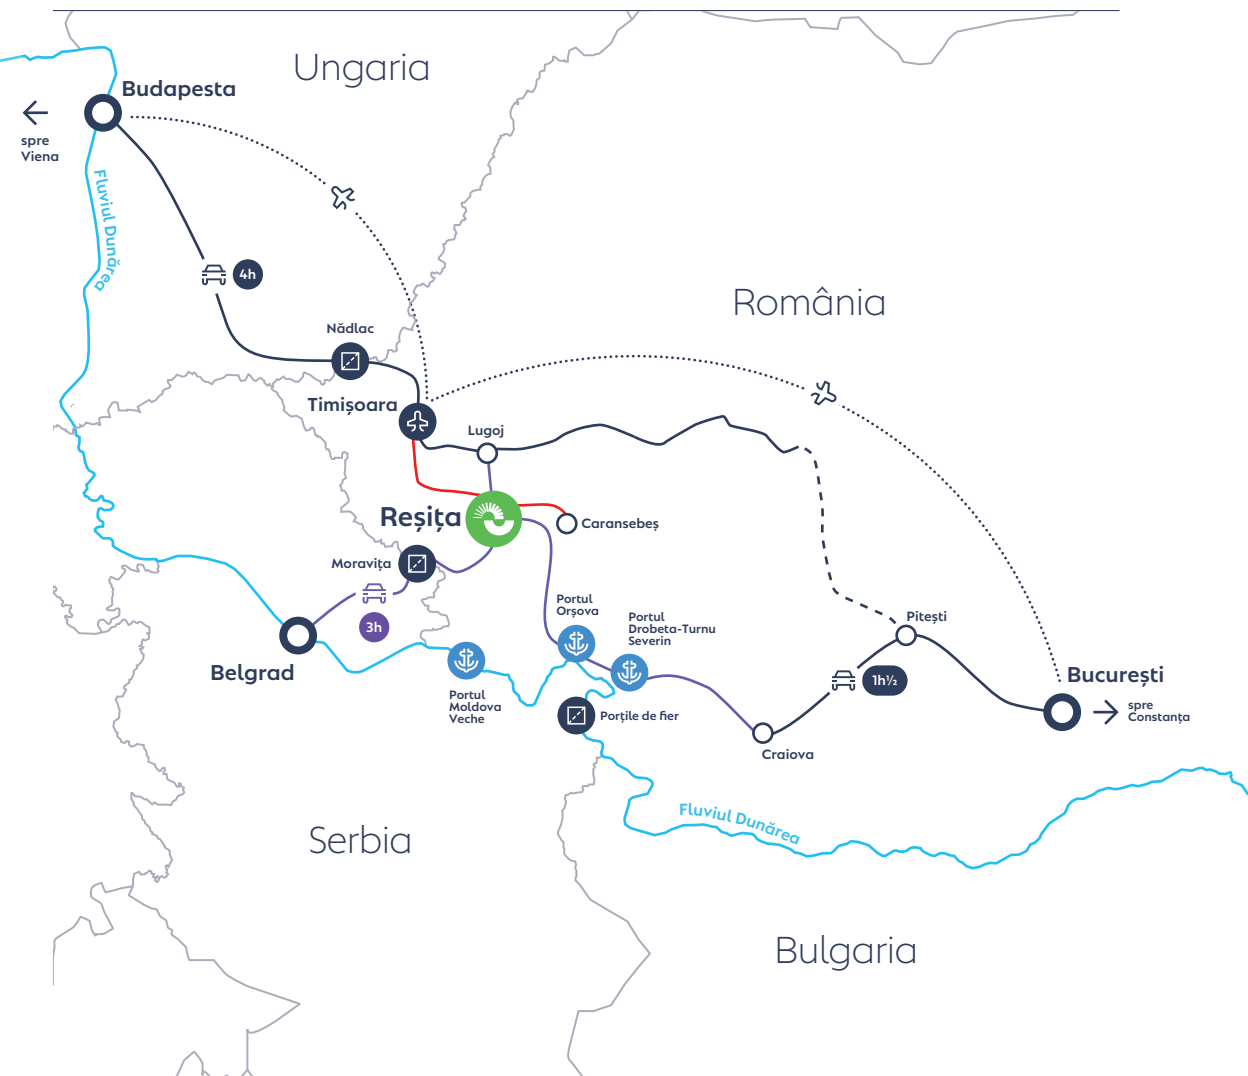 Ungaria
Budapesta
spre
Viena
Fluviul Dunărea
4h
România
Nădlac
Timișoara
Lugoj
Reșița
Caransebeș
Moravița
3h
Portul
Orșova
Portul
Drobeta-Turnu
Severin
Pitești
Belgrad
București
1h½
Portul
Moldova
Veche
Porțile de fier
spre
Constanța
Craiova
Fluviul Dunărea
Serbia
Bulgaria